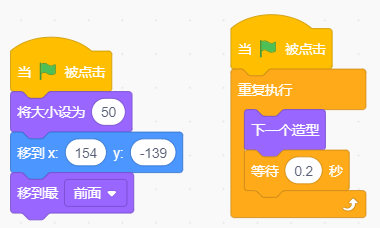 当 被点击
将大小设为 50
移到 x: 154 y: -139
移到最 前面
当 被点击
重复执行
下一个造型
等待 0.2 秒